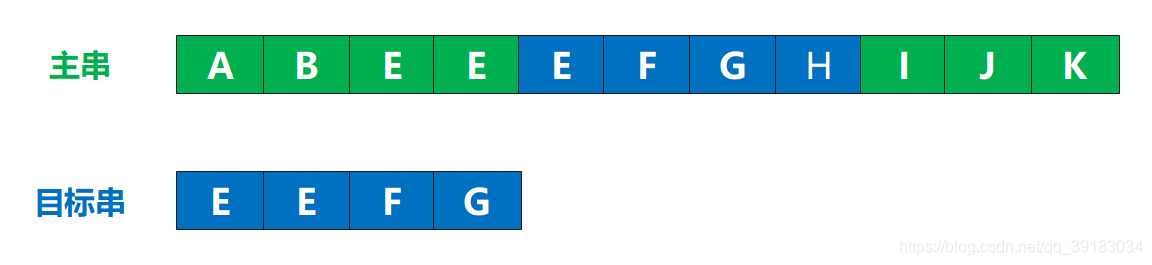 主串 A B E E E F G H I J K
目标串 E E F G
https://blog.csdn.net/qq_39183034